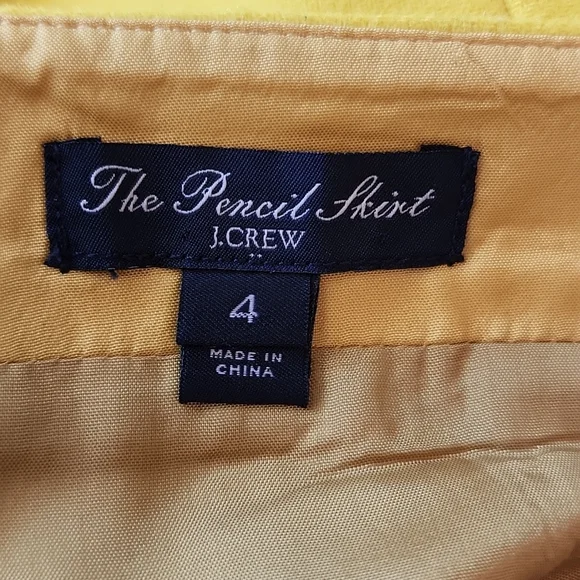 The Pencil Skirt
J.CREW
4
MADE IN
CHINA